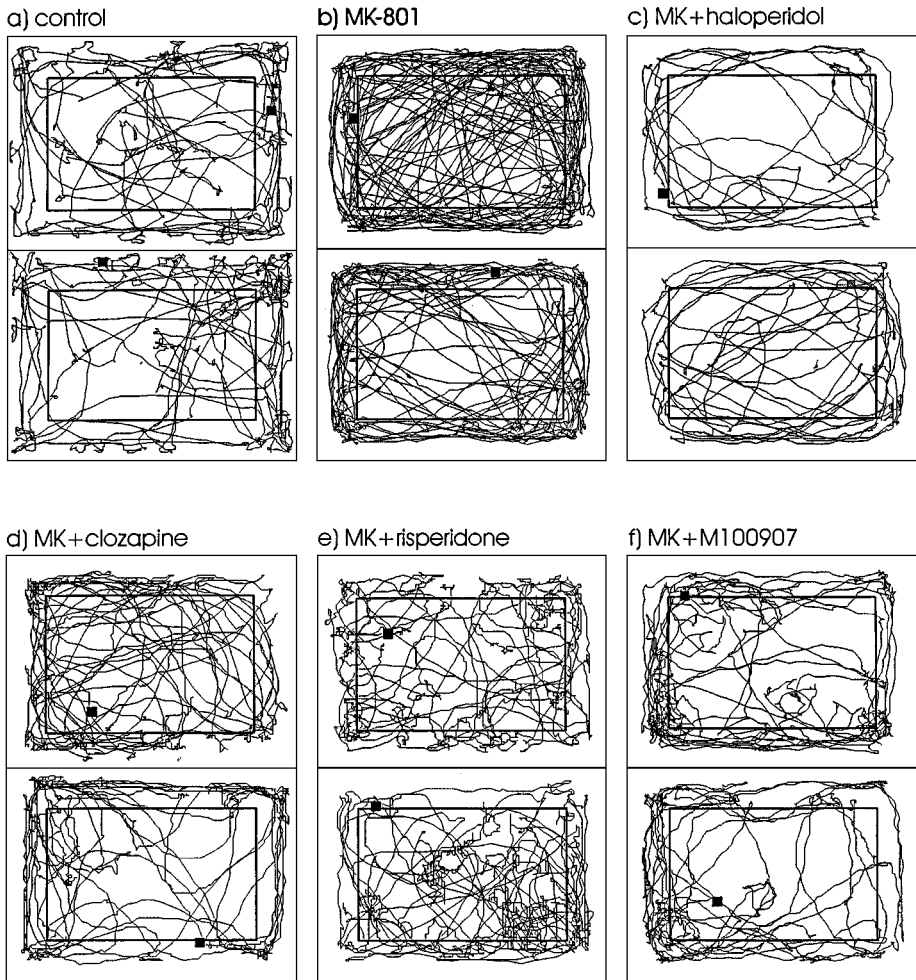 a) control
b) MK-801
c) MK+haloperidol
d) MK+clozapine
e) MK+risperidone
f) MK+M100907